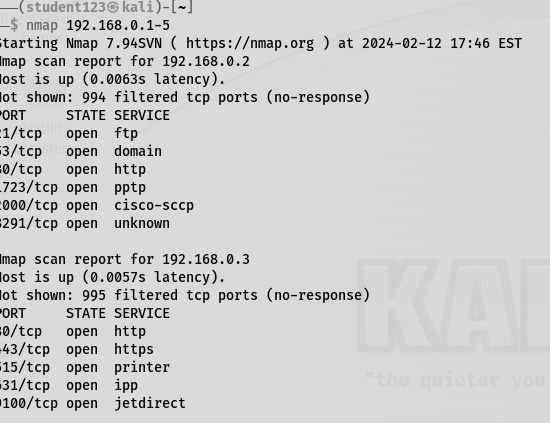 (student123㉿kali)-[~]
$ nmap 192.168.0.1-5
Starting Nmap 7.94SVN ( https://nmap.org ) at 2024-02-12 17:46 EST
Nmap scan report for 192.168.0.2
Host is up (0.0063s latency).
Not shown: 994 filtered tcp ports (no-response)
PORT     STATE SERVICE
21/tcp   open  ftp
53/tcp   open  domain
80/tcp   open  http
1723/tcp open  pptp
2000/tcp open  cisco-sccp
8291/tcp open  unknown
Nmap scan report for 192.168.0.3
Host is up (0.0057s latency).
Not shown: 995 filtered tcp ports (no-response)
PORT     STATE SERVICE
80/tcp   open  http
443/tcp  open  https
515/tcp  open  printer
631/tcp  open  ipp
9100/tcp open  jetdirect
KAL
"the quieter you